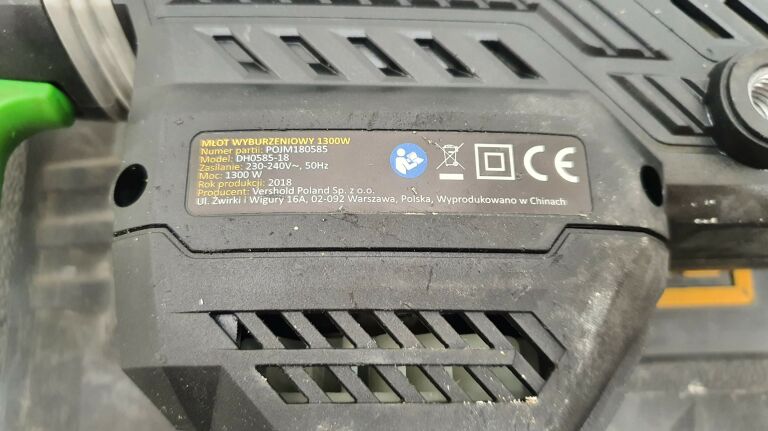 MŁOT WYBURZENIOWY 1300W
Numer partii: POJM180585
Model: DH0585-18
Zasilanie: 230-240V~, 50Hz
Moc: 1300 W
Rok produkcji: 2018
Producent: Vershold Poland Sp. z o.o.
Ul. Żwirki i Wigury 16A, 02-092 Warszawa, Polska, Wyprodukowano w Chinach
CE